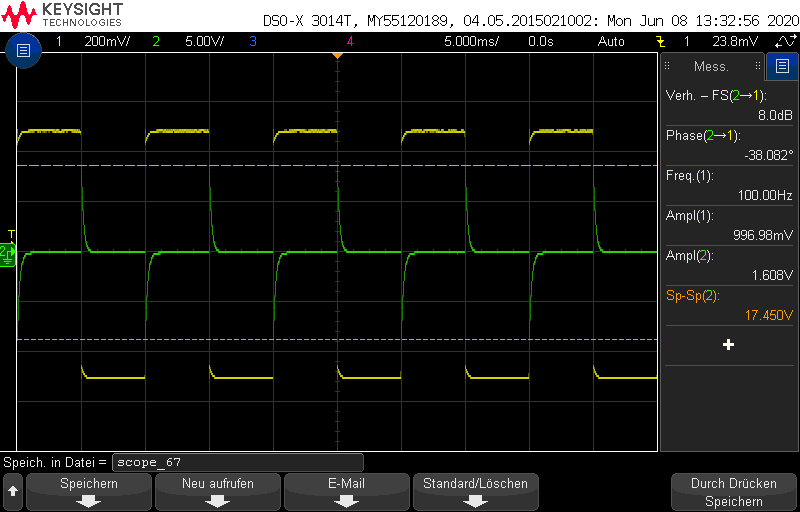 KEYSIGHT
TECHNOLOGIES
DSO-X 3014T, MY55120189, 04.05.2015021002: Mon Jun 08 13:32:56 2020
1 200mV/ 2 5.00V/ 3 4 5.000ms/ 0.0s Auto 1 23.8mV
Mess.
Verh. – FS(2→1):
8.0dB
Phase(2→1):
-38.082°
Freq.(1):
100.00Hz
Ampl(1):
996.98mV
Ampl(2):
1.608V
Sp-Sp(2):
17.450V
T
2
Speich. in Datei = scope_67
Speichern
Neu aufrufen
E-Mail
Standard/Löschen
Durch Drücken
Speichern